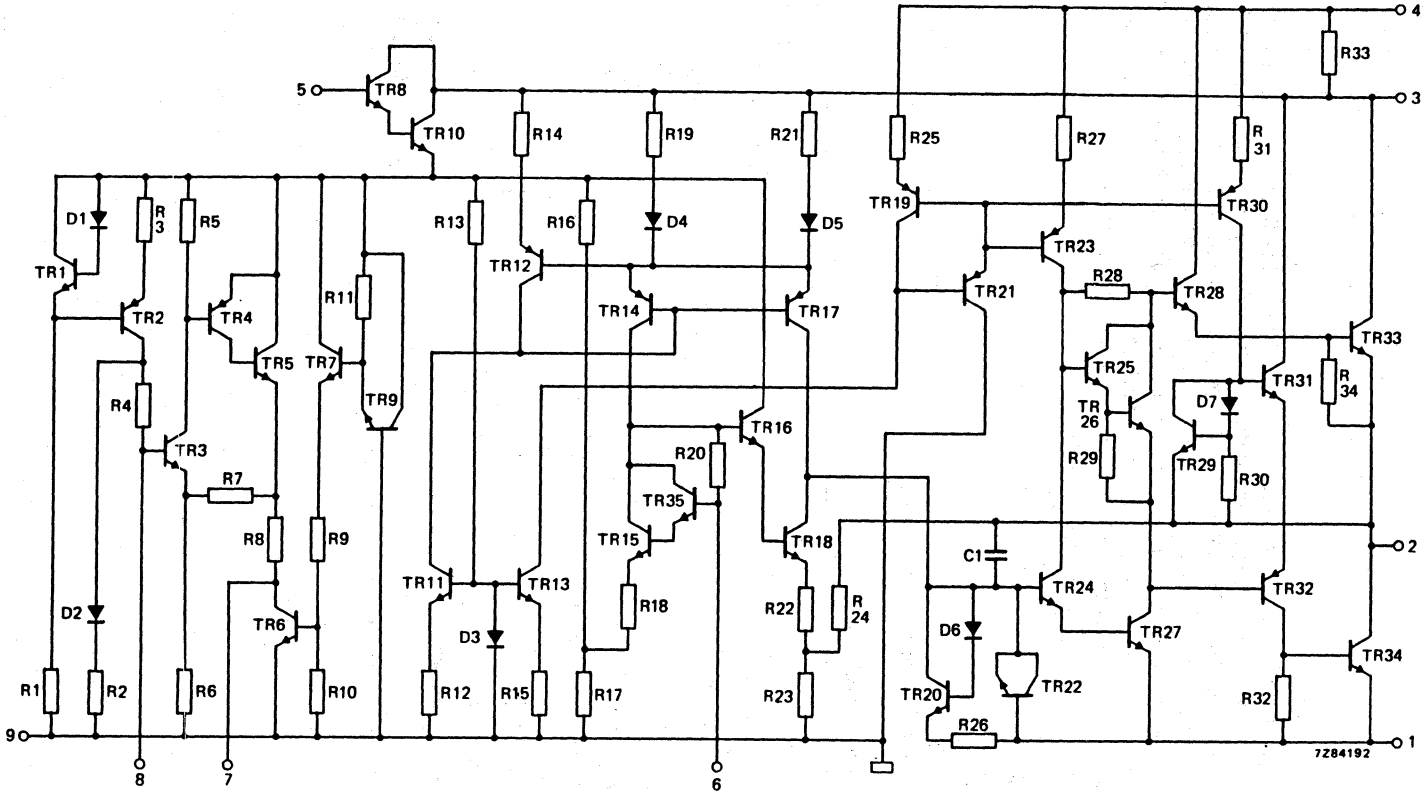 4
R33
5
TR8
3
TR10
R14
R19
R21
R25
R27
R
31
D1
R
3
R5
R13
R16
D4
D5
TR19
TR30
TR1
TR12
TR23
R11
R28
TR2
TR4
TR14
TR17
TR21
TR28
TR5
TR7
TR33
TR25
R4
TR9
TR31
R
34
D7
TR
26
TR3
TR16
R20
R29
TR29
R30
R7
TR35
R8
R9
TR15
TR18
C1
2
TR11
TR13
TR24
TR32
R18
R22
R
24
D2
TR6
D3
D6
TR27
TR34
R1
R2
R6
R10
R12
R15
R17
R23
TR20
TR22
R32
R26
9
1
7Z84192
8
7
6